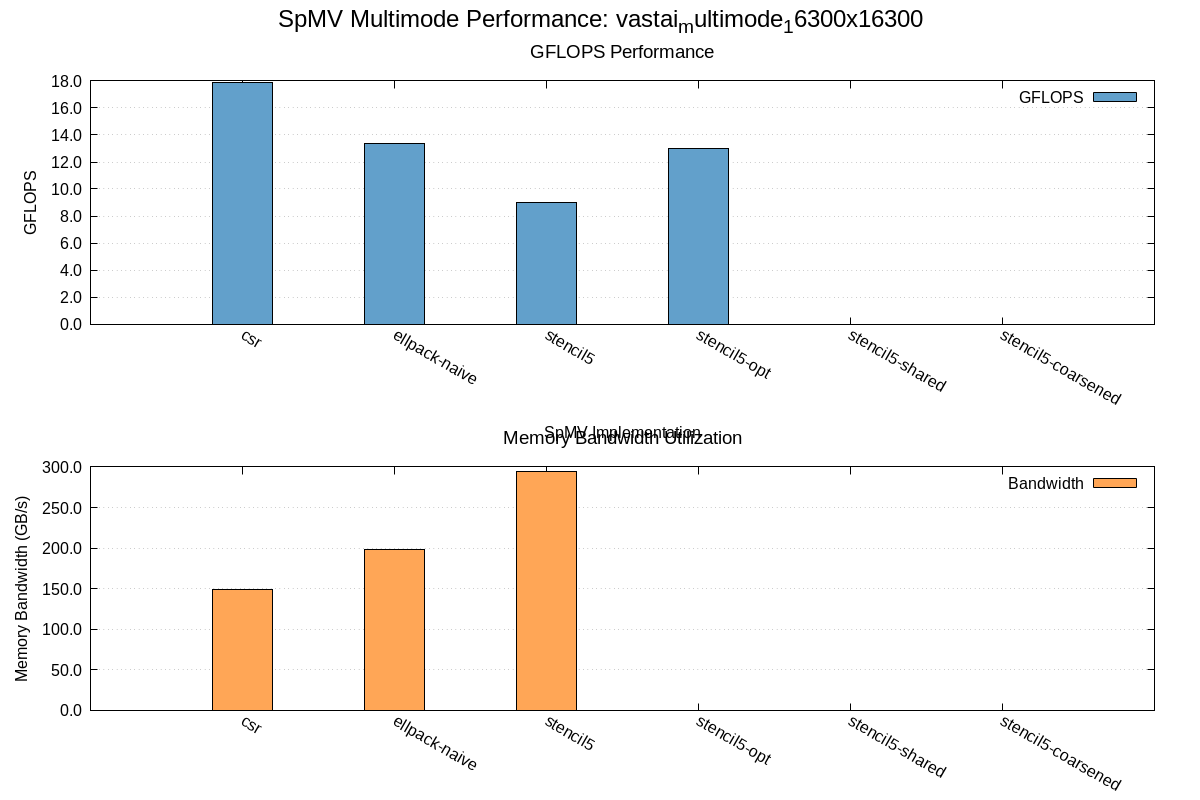 SpMV Multimode Performance: vastaimultimode16300x16300
GFLOPS Performance
GFLOPS
GFLOPS
18.0
16.0
14.0
12.0
10.0
8.0
6.0
4.0
2.0
0.0
csr
ellpack-naive
stencil5
stencil5-opt
stencil5-shared
stencil5-coarsened
SpMV Implementation
Memory Bandwidth Utilization
Memory Bandwidth (GB/s)
Bandwidth
300.0
250.0
200.0
150.0
100.0
50.0
0.0
csr
ellpack-naive
stencil5
stencil5-opt
stencil5-shared
stencil5-coarsened